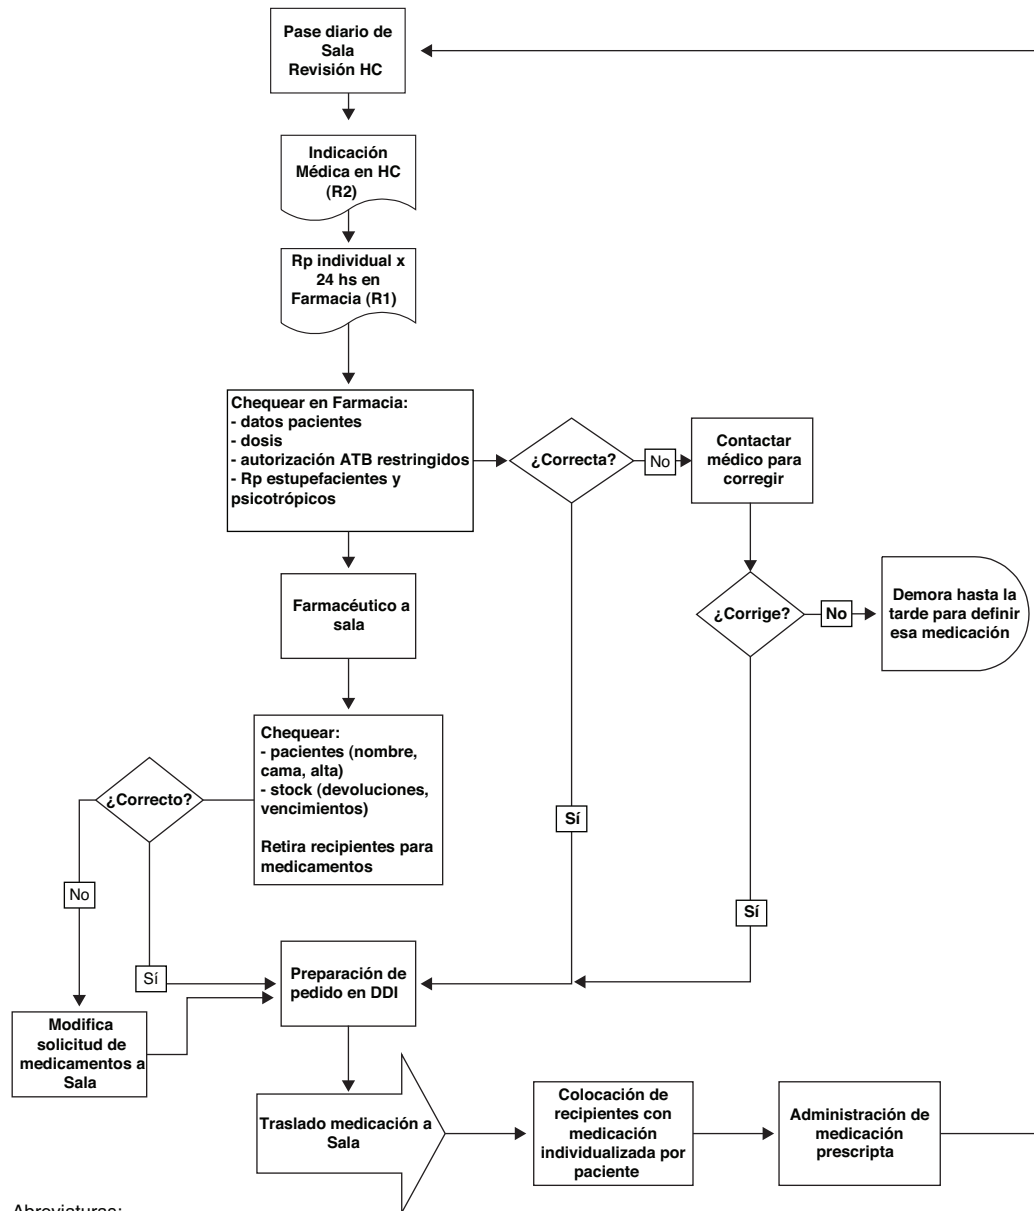 Pase diario de
Sala
Revisión HC
Indicación
Médica en HC
(R2)
Rp individual x
24 hs en
Farmacia (R1)
Chequear en Farmacia:
- datos pacientes
- dosis
- autorización ATB restringidos
- Rp estupefacientes y
psicotrópicos
¿Correcta?
No
Contactar
médico para
corregir
¿Corrige?
No
Demora hasta la
tarde para definir
esa medicación
Farmacéutico a
sala
Chequear:
- pacientes (nombre,
cama, alta)
- stock (devoluciones,
vencimientos)
Retira recipientes para
medicamentos
¿Correcto?
Sí
No
Sí
Sí
Preparación de
pedido en DDI
Modifica
solicitud de
medicamentos a
Sala
Traslado medicación a
Sala
Colocación de
recipientes con
medicación
individualizada por
paciente
Administración de
medicación
prescripta
Abreviaturas: